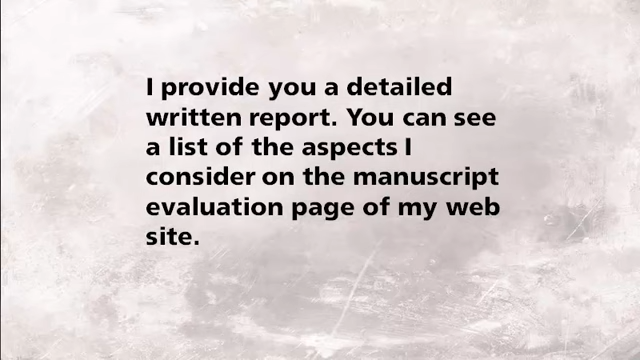 I provide you a detailed
written report. You can see
a list of the aspects I
consider on the manuscript
evaluation page of my web
site.